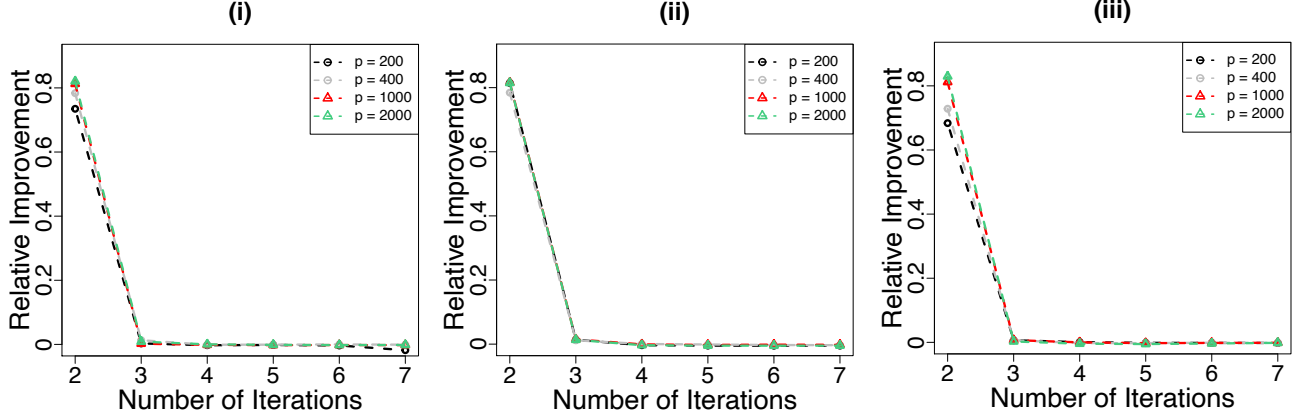 (i)
Relative Improvement
0.8
0.6
0.4
0.2
0
p = 200
p = 400
p = 1000
p = 2000
2 3 4 5 6 7
Number of Iterations
(ii)
Relative Improvement
0.8
0.6
0.4
0.2
0
p = 200
p = 400
p = 1000
p = 2000
2 3 4 5 6 7
Number of Iterations
(iii)
Relative Improvement
0.8
0.6
0.4
0.2
0
p = 200
p = 400
p = 1000
p = 2000
2 3 4 5 6 7
Number of Iterations